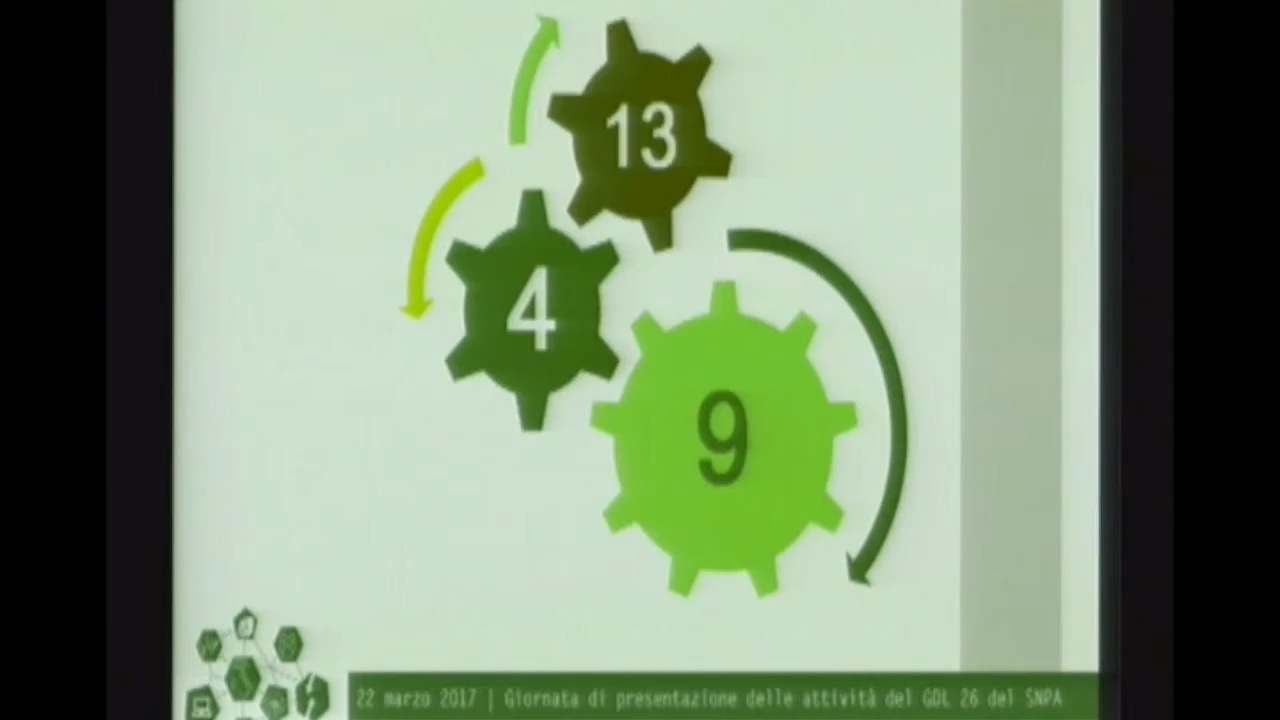 13
4
9
22 marzo 2017 | Giornata di presentazione delle attività del GDL 26 del SNPA